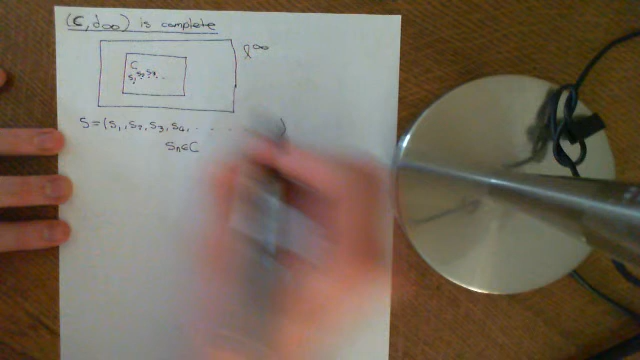 (C, d∞) is complete
ℓ∞
C
s₁ s₂ s₃ ...
S=(s₁, s₂, s₃, s₄, . . . . )
sₙ∈C